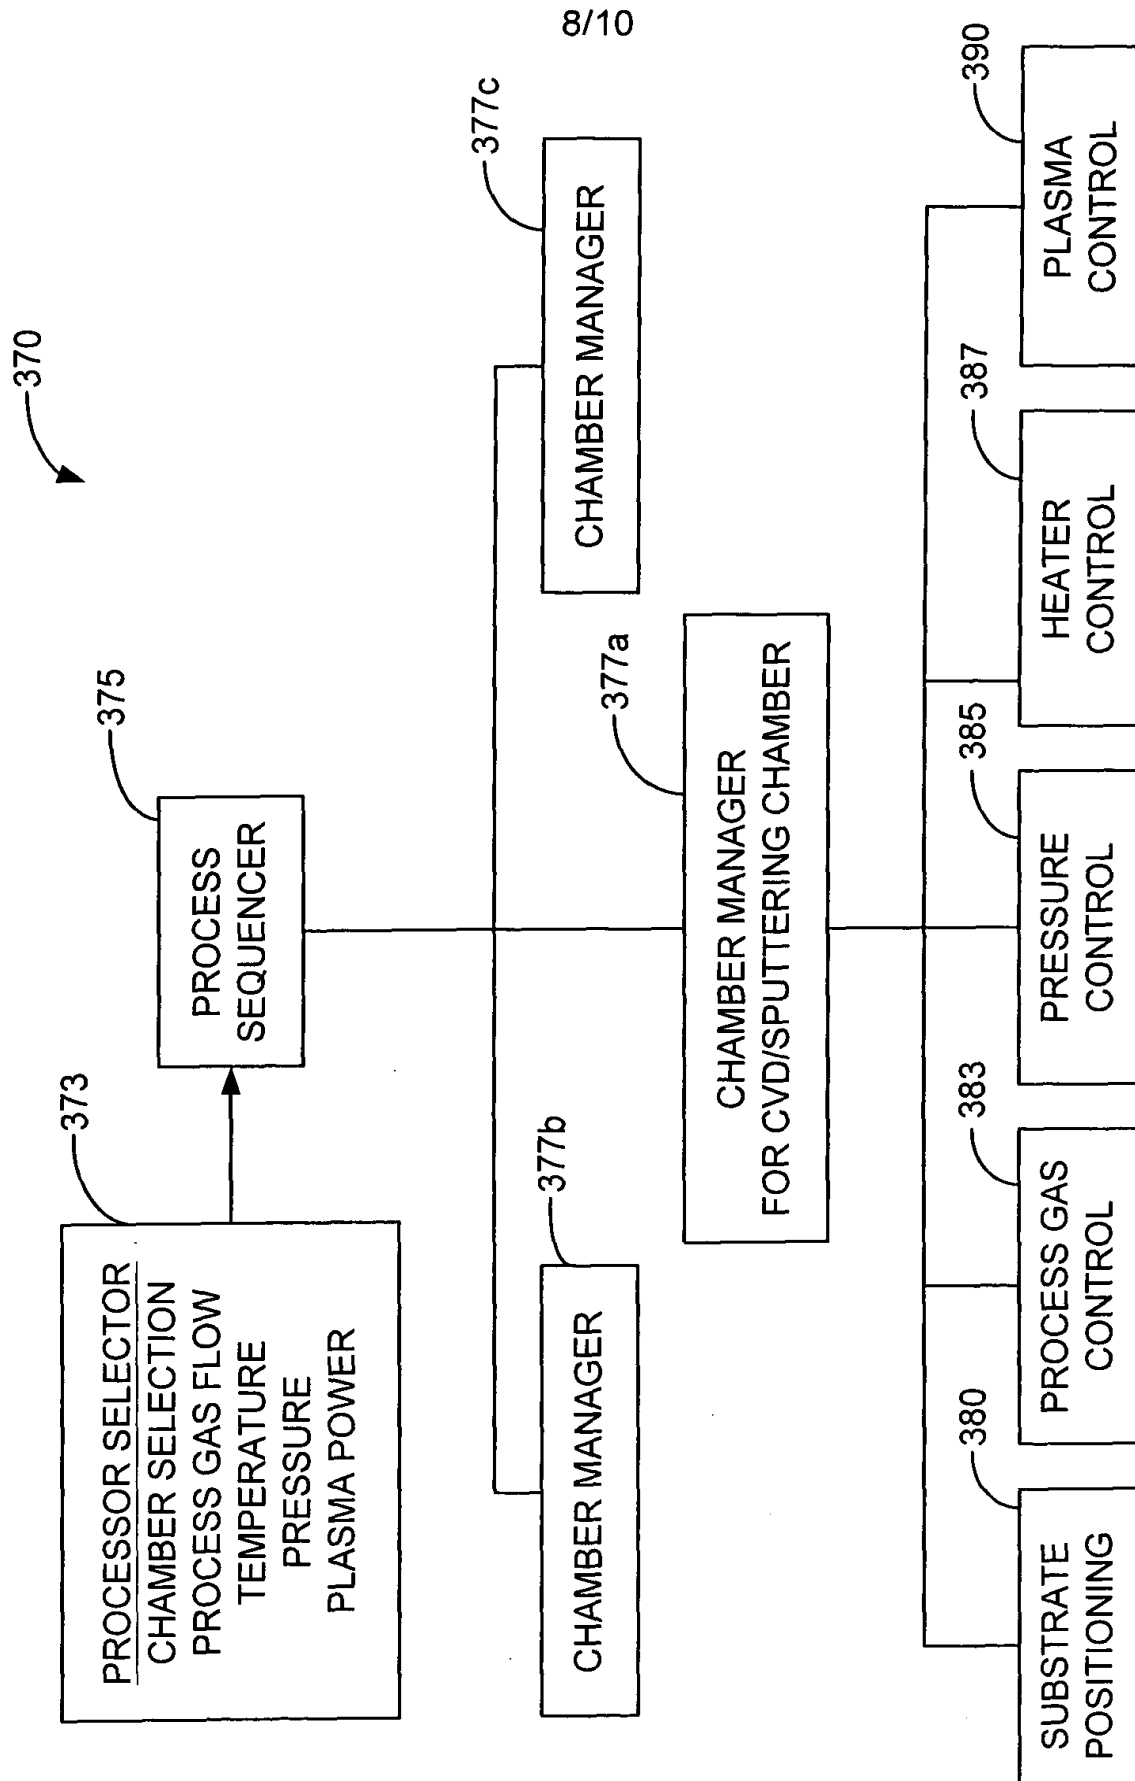 8/10
370
373
PROCESSOR SELECTOR
CHAMBER SELECTION
PROCESS GAS FLOW
TEMPERATURE
PRESSURE
PLASMA POWER
375
PROCESS
SEQUENCER
377b
CHAMBER MANAGER
377c
CHAMBER MANAGER
377a
CHAMBER MANAGER
FOR CVD/SPUTTERING CHAMBER
380
SUBSTRATE
POSITIONING
383
PROCESS GAS
CONTROL
385
PRESSURE
CONTROL
387
HEATER
CONTROL
390
PLASMA
CONTROL